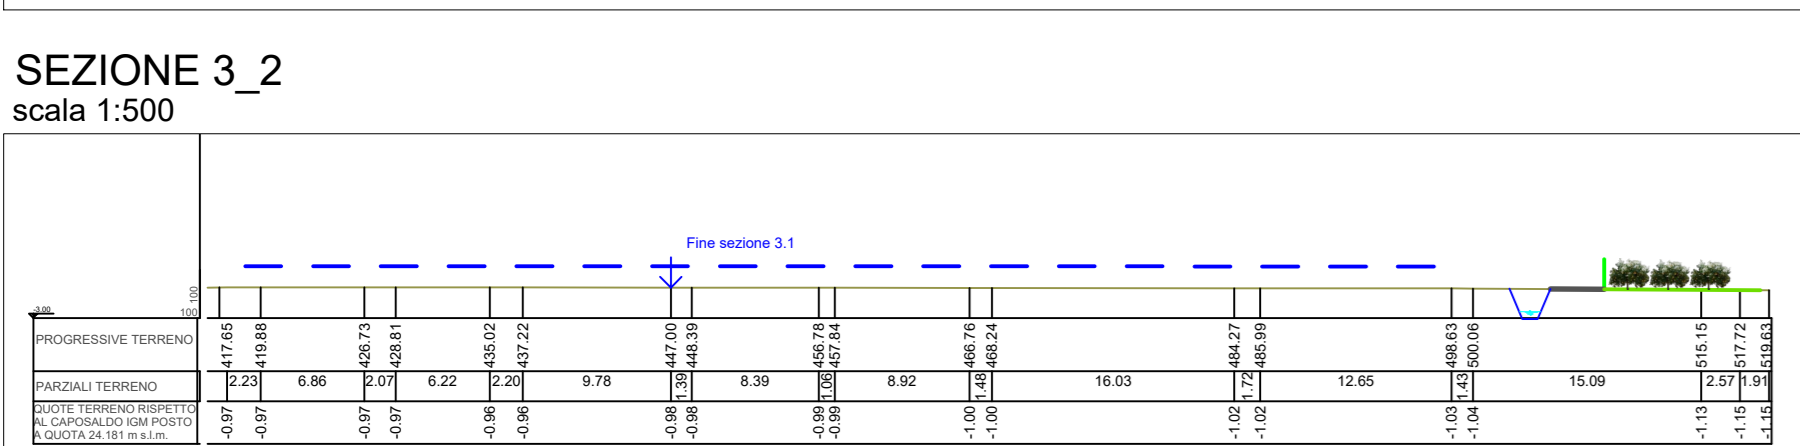 SEZIONE 3_2
scala 1:500
Fine sezione 3.1
100
100
-3.00
PROGRESSIVE TERRENO
417.65 419.88 426.73 428.81 435.02 437.22 447.00 448.39 456.78 457.84 466.76 468.24 484.27 485.99 498.63 500.06 515.15 517.72 519.63
PARZIALI TERRENO
2.23 6.86 2.07 6.22 2.20 9.78 1.39 8.39 1.06 8.92 1.48 16.03 1.72 12.65 1.43 15.09 2.57 1.91
QUOTE TERRENO RISPETTO
AL CAPOSALDO IGM POSTO
A QUOTA 24.181 m s.l.m.
-0.97 -0.97 -0.97 -0.97 -0.96 -0.96 -0.98 -0.98 -0.99 -0.99 -1.00 -1.00 -1.02 -1.02 -1.03 -1.04 -1.13 -1.15 -1.15